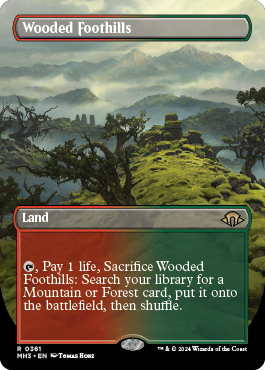 Wooded Foothills
Land
, Pay 1 life, Sacrifice Wooded
Foothills: Search your library for a
Mountain or Forest card, put it onto
the battlefield, then shuffle.
R 0361
MH3 • EN Tomas Honz
™ & © 2024 Wizards of the Coast